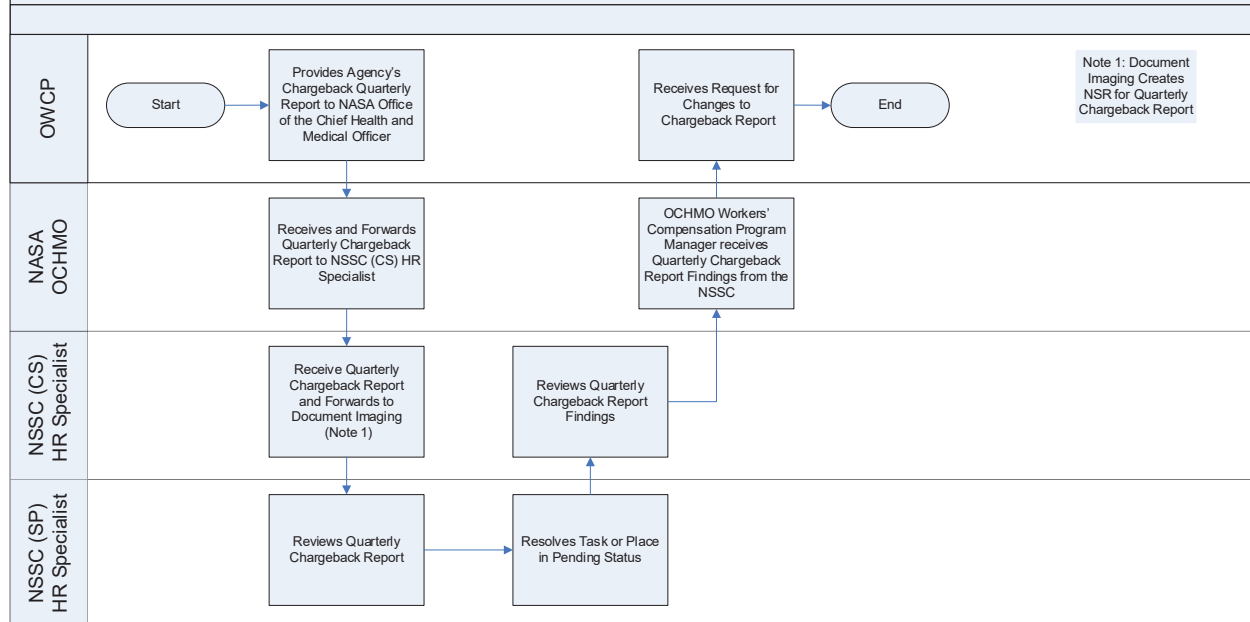 OWCP
Start
Provides Agency's
Chargeback Quarterly
Report to NASA Office
of the Chief Health and
Medical Officer
Receives Request for
Changes to
Chargeback Report
End
Note 1: Document
Imaging Creates
NSR for Quarterly
Chargeback Report
NASA
OCHMO
Receives and Forwards
Quarterly Chargeback
Report to NSSC (CS) HR
Specialist
OCHMO Workers'
Compensation Program
Manager receives
Quarterly Chargeback
Report Findings from the
NSSC
NSSC (CS)
HR Specialist
Receive Quarterly
Chargeback Report
and Forwards to
Document Imaging
(Note 1)
Reviews Quarterly
Chargeback Report
Findings
NSSC (SP)
HR Specialist
Reviews Quarterly
Chargeback Report
Resolves Task or Place
in Pending Status